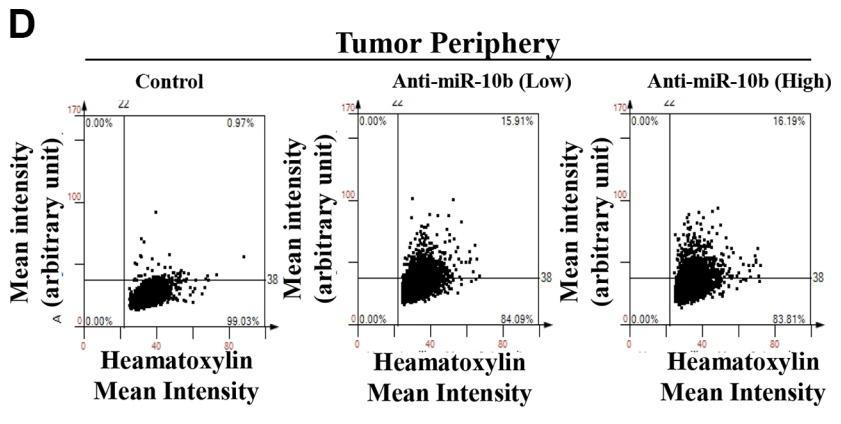 D
Tumor Periphery
Control
Anti-miR-10b (Low)
Anti-miR-10b (High)
Mean intensity
(arbitrary unit)
170
100
0
22
0.00%
0.97%
38
A
0.00%
99.03%
0
40
80
Heamatoxylin
Mean Intensity
Mean intensity
(arbitrary unit)
170
100
0
22
0.00%
15.91%
38
0.00%
84.09%
0
40
80
Heamatoxylin
Mean Intensity
Mean intensity
(arbitrary unit)
170
100
0
22
0.00%
16.19%
38
0.00%
83.81%
0
40
80
Heamatoxylin
Mean Intensity